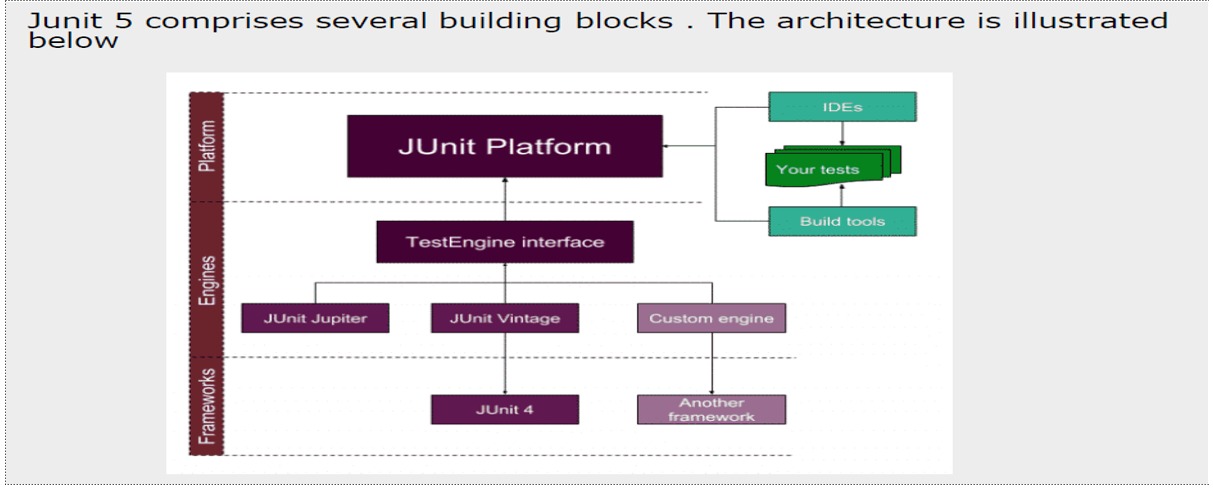 Junit 5 comprises several building blocks . The architecture is illustrated
below
Platform
JUnit Platform
IDEs
Your tests
Build tools
Engines
TestEngine interface
JUnit Jupiter
JUnit Vintage
Custom engine
Frameworks
JUnit 4
Another
framework